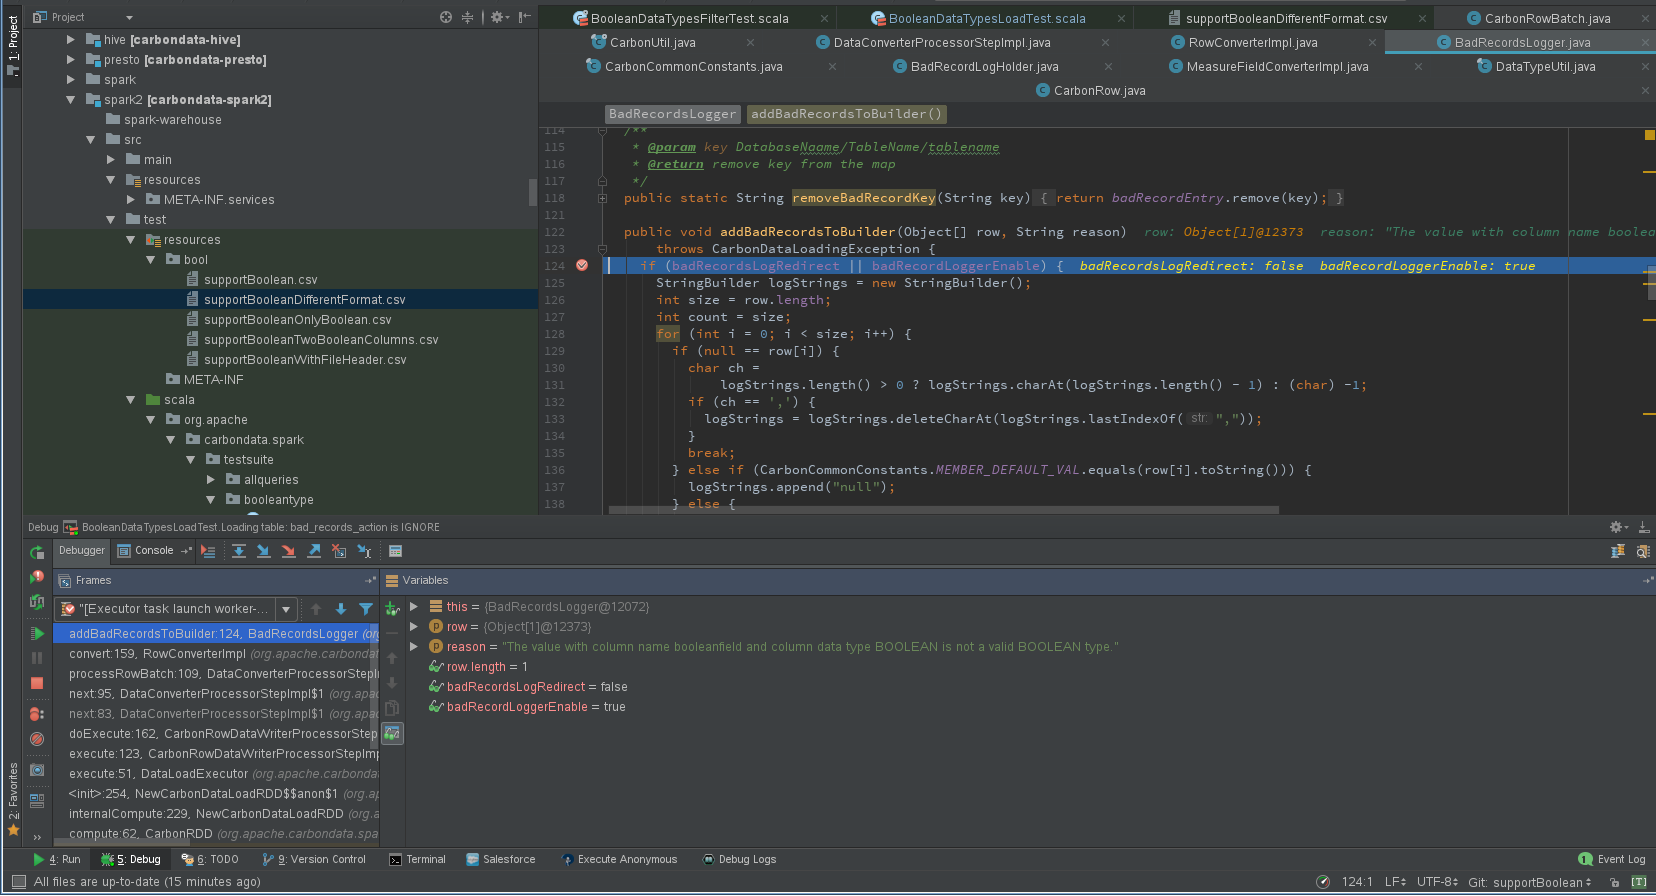 Project
BooleanDataTypesFilterTest.scala
BooleanDataTypesLoadTest.scala
supportBooleanDifferentFormat.csv
CarbonRowBatch.java
CarbonUtil.java
DataConverterProcessorStepImpl.java
RowConverterImpl.java
BadRecordsLogger.java
CarbonCommonConstants.java
BadRecordLogHolder.java
MeasureFieldConverterImpl.java
DataTypeUtil.java
CarbonRow.java
1: Project
hive [carbondata-hive]
presto [carbondata-presto]
spark
spark2 [carbondata-spark2]
spark-warehouse
src
main
resources
META-INF.services
test
resources
bool
supportBoolean.csv
supportBooleanDifferentFormat.csv
supportBooleanOnlyBoolean.csv
supportBooleanTwoBooleanColumns.csv
supportBooleanWithFileHeader.csv
META-INF
scala
org.apache
carbondata.spark
testsuite
allqueries
booleantype
BadRecordsLogger addBadRecordsToBuilder()
114 /**
115 * @param key DatabaseNaame/TableName/tablename
116 * @return remove key from the map
117 */
118 public static String removeBadRecordKey(String key) { return badRecordEntry.remove(key); }
121
122 public void addBadRecordsToBuilder(Object[] row, String reason) row: Object[1]@12373 reason: "The value with column name boolea
123 throws CarbonDataLoadingException {
124 if (badRecordsLogRedirect || badRecordLoggerEnable) { badRecordsLogRedirect: false badRecordLoggerEnable: true
125 StringBuilder logStrings = new StringBuilder();
126 int size = row.length;
127 int count = size;
128 for (int i = 0; i < size; i++) {
129 if (null == row[i]) {
130 char ch =
131 logStrings.length() > 0 ? logStrings.charAt(logStrings.length() - 1) : (char) -1;
132 if (ch == ',') {
133 logStrings = logStrings.deleteCharAt(logStrings.lastIndexOf( str: ","));
134 }
135 break;
136 } else if (CarbonCommonConstants.MEMBER_DEFAULT_VAL.equals(row[i].toString())) {
137 logStrings.append("null");
138 } else {
Debug BooleanDataTypesLoadTest.Loading table: bad_records_action is IGNORE
Debugger Console
Frames
Variables
"[Executor task launch worker-...
addBadRecordsToBuilder:124, BadRecordsLogger (org
convert:159, RowConverterImpl (org.apache.carbondat
processRowBatch:109, DataConverterProcessorStepImpl
next:95, DataConverterProcessorStepImpl$1 (org.apac
next:83, DataConverterProcessorStepImpl$1 (org.apac
doExecute:162, CarbonRowDataWriterProcessorStep
execute:123, CarbonRowDataWriterProcessorStepImp
execute:51, DataLoadExecutor (org.apache.carbonda
<init>:254, NewCarbonDataLoadRDD$$anon$1 (org.ap
internalCompute:229, NewCarbonDataLoadRDD (org.a
compute:62, CarbonRDD (org.apache.carbondata.spa
this = {BadRecordsLogger@12072}
row = {Object[1]@12373}
reason = "The value with column name booleanfield and column data type BOOLEAN is not a valid BOOLEAN type."
row.length = 1
badRecordsLogRedirect = false
badRecordLoggerEnable = true
2: Favorites
4: Run
5: Debug
6: TODO
9: Version Control
Terminal
Salesforce
Execute Anonymous
Debug Logs
1 Event Log
All files are up-to-date (15 minutes ago)
124:1 LF UTF-8 Git: supportBoolean [T]